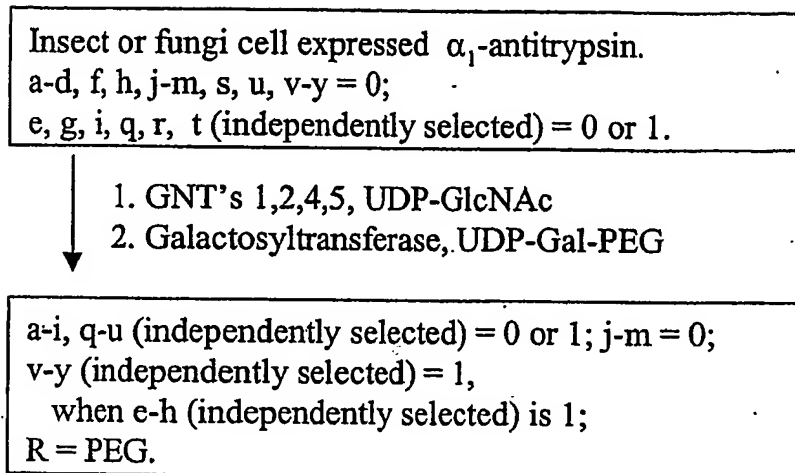 Insect or fungi cell expressed α₁-antitrypsin.
a-d, f, h, j-m, s, u, v-y = 0;
e, g, i, q, r, t (independently selected) = 0 or 1.
1. GNT's 1,2,4,5, UDP-GlcNAc
2. Galactosyltransferase, UDP-Gal-PEG
a-i, q-u (independently selected) = 0 or 1; j-m = 0;
v-y (independently selected) = 1,
when e-h (independently selected) is 1;
R = PEG.